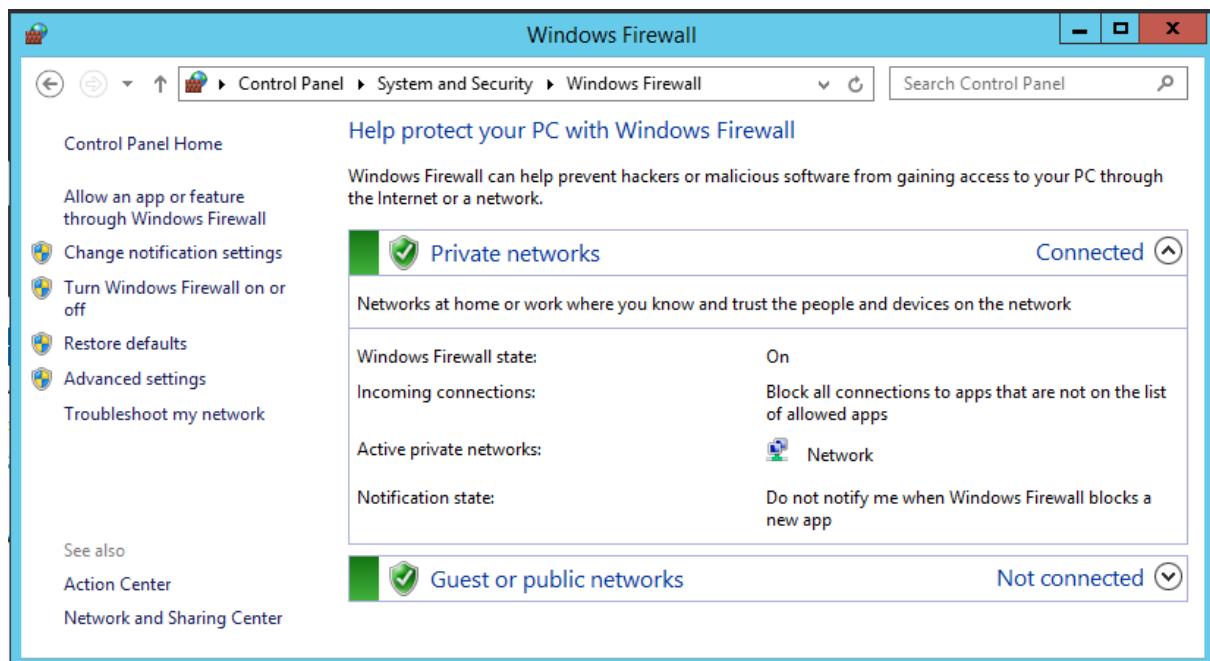 Windows Firewall
Control Panel ▸ System and Security ▸ Windows Firewall
Search Control Panel
Control Panel Home
Allow an app or feature
through Windows Firewall
Change notification settings
Turn Windows Firewall on or
off
Restore defaults
Advanced settings
Troubleshoot my network
See also
Action Center
Network and Sharing Center
Help protect your PC with Windows Firewall
Windows Firewall can help prevent hackers or malicious software from gaining access to your PC through
the Internet or a network.
Private networks Connected
Networks at home or work where you know and trust the people and devices on the network
Windows Firewall state: On
Incoming connections: Block all connections to apps that are not on the list
of allowed apps
Active private networks: Network
Notification state: Do not notify me when Windows Firewall blocks a
new app
Guest or public networks Not connected